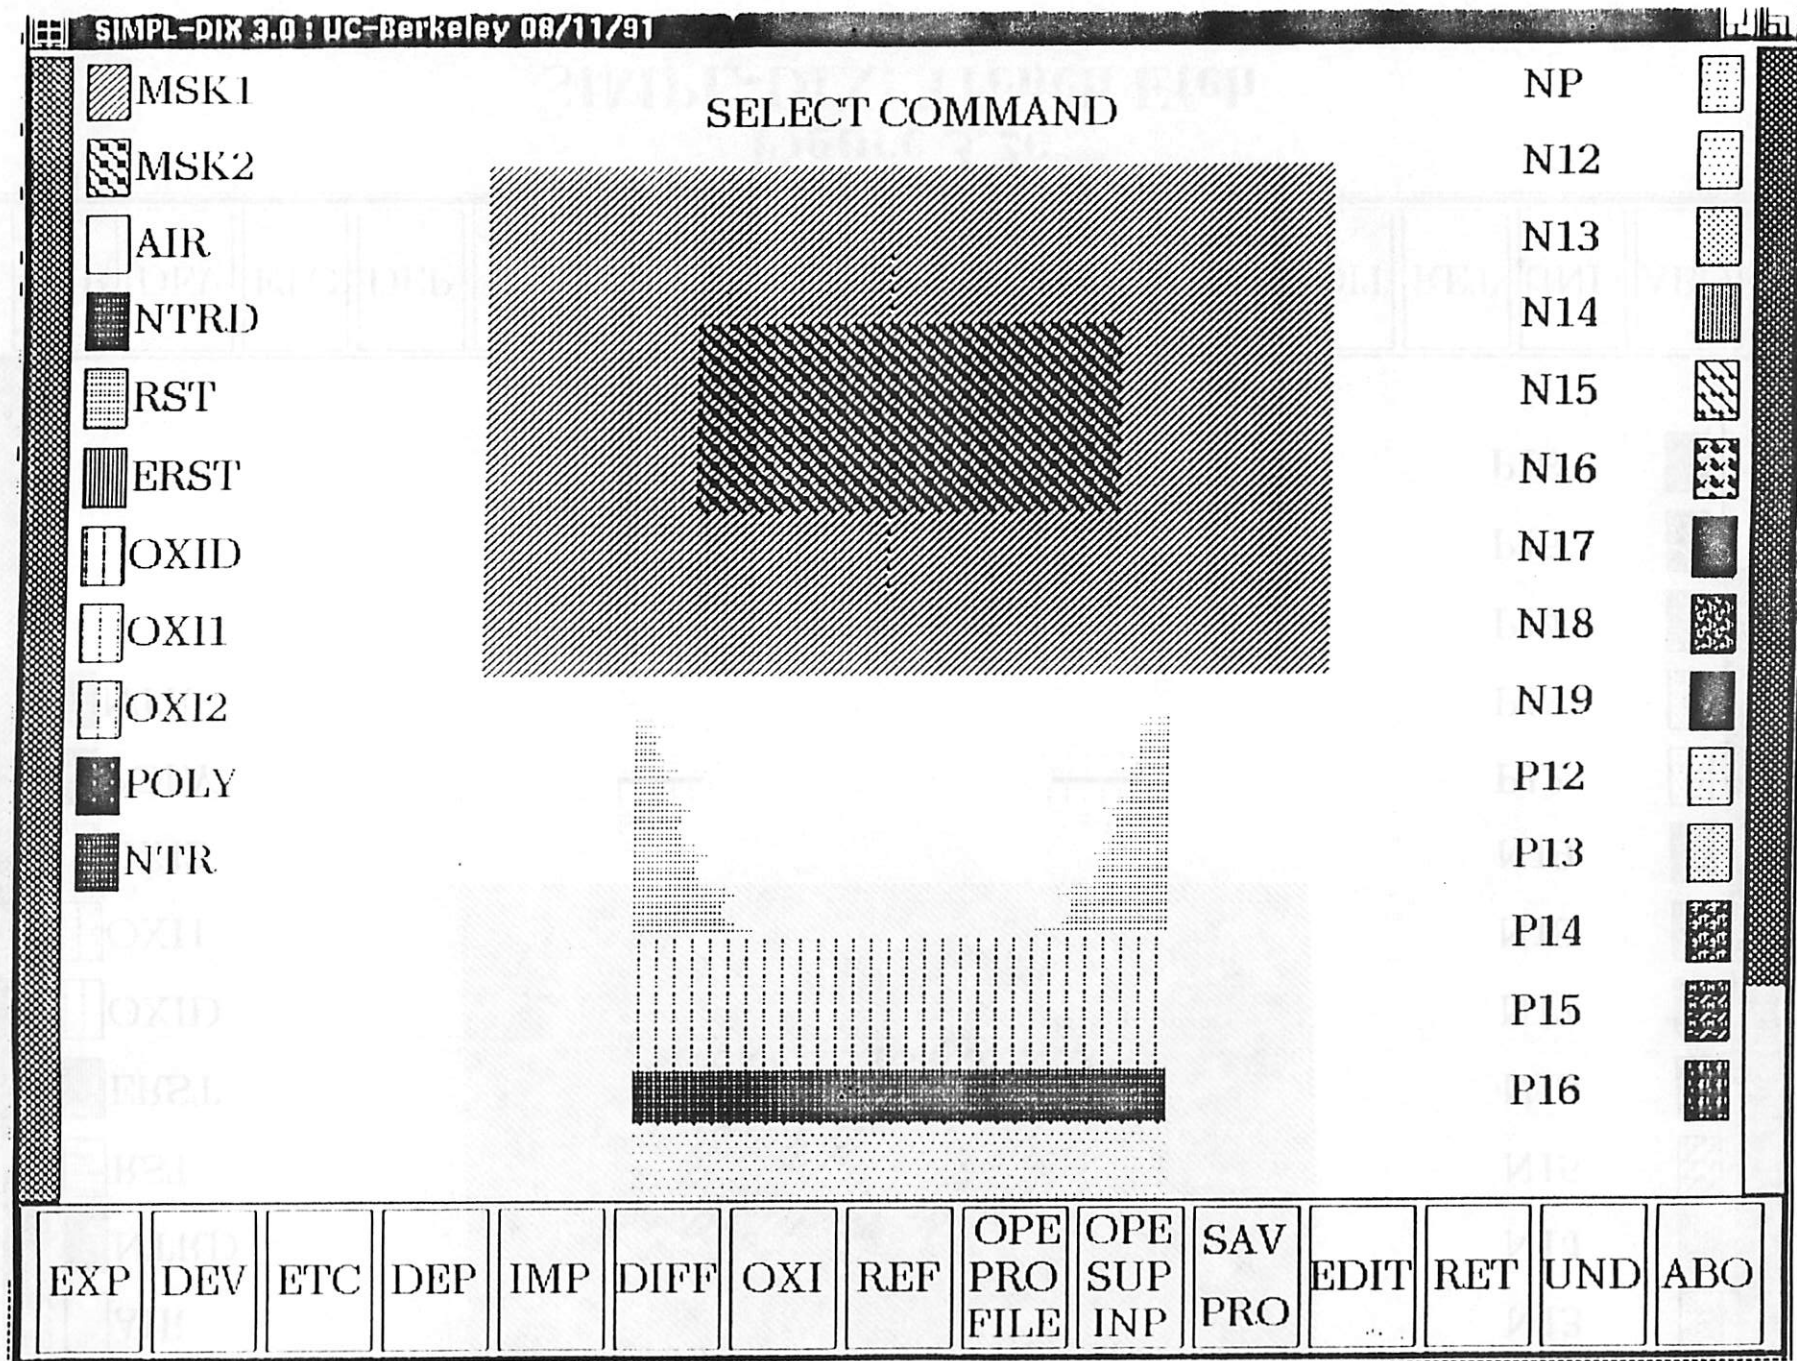 SIMPL-DIX 3.0 : UC-Berkeley 08/11/91
SELECT COMMAND
MSK1
MSK2
AIR
NTRD
RST
ERST
OXID
OXI1
OXI2
POLY
NTR
NP
N12
N13
N14
N15
N16
N17
N18
N19
P12
P13
P14
P15
P16
EXP
DEV
ETC
DEP
IMP
DIFF
OXI
REF
OPE
PRO
FILE
OPE
SUP
INP
SAV
PRO
EDIT
RET
UND
ABO